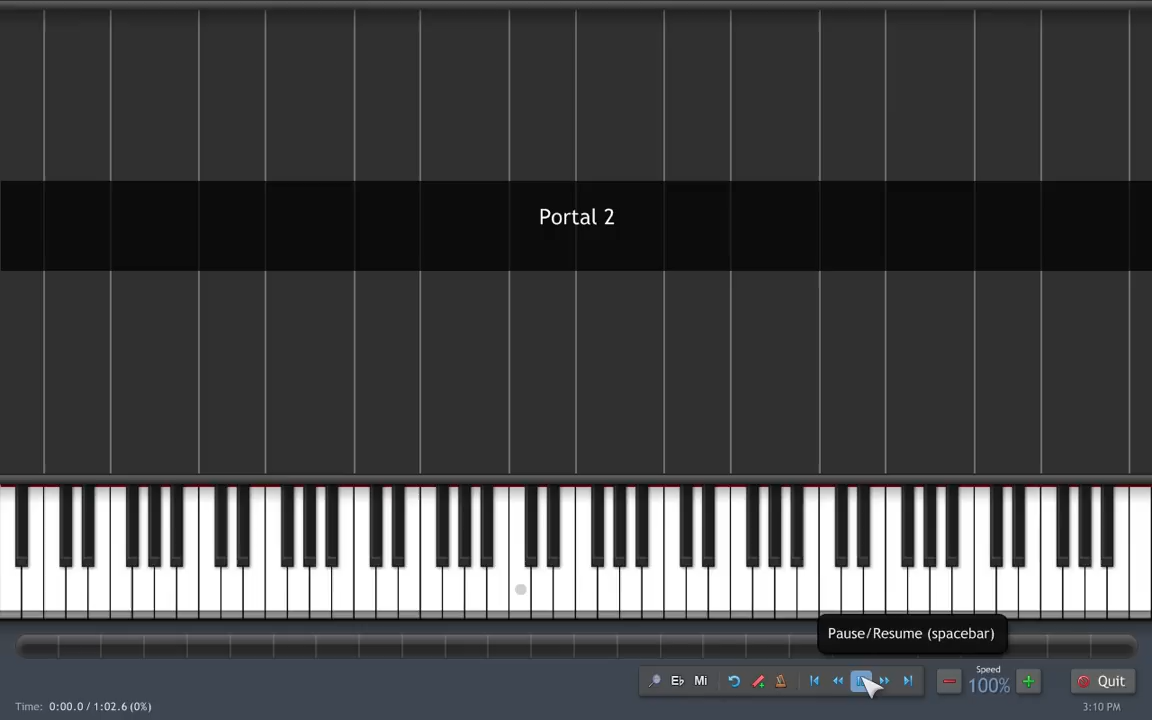 Portal 2
Pause/Resume (spacebar)
E♭ Mi
Speed
100%
Quit
Time: 0:00.0 / 1:02.6 (0%)
3:10 PM